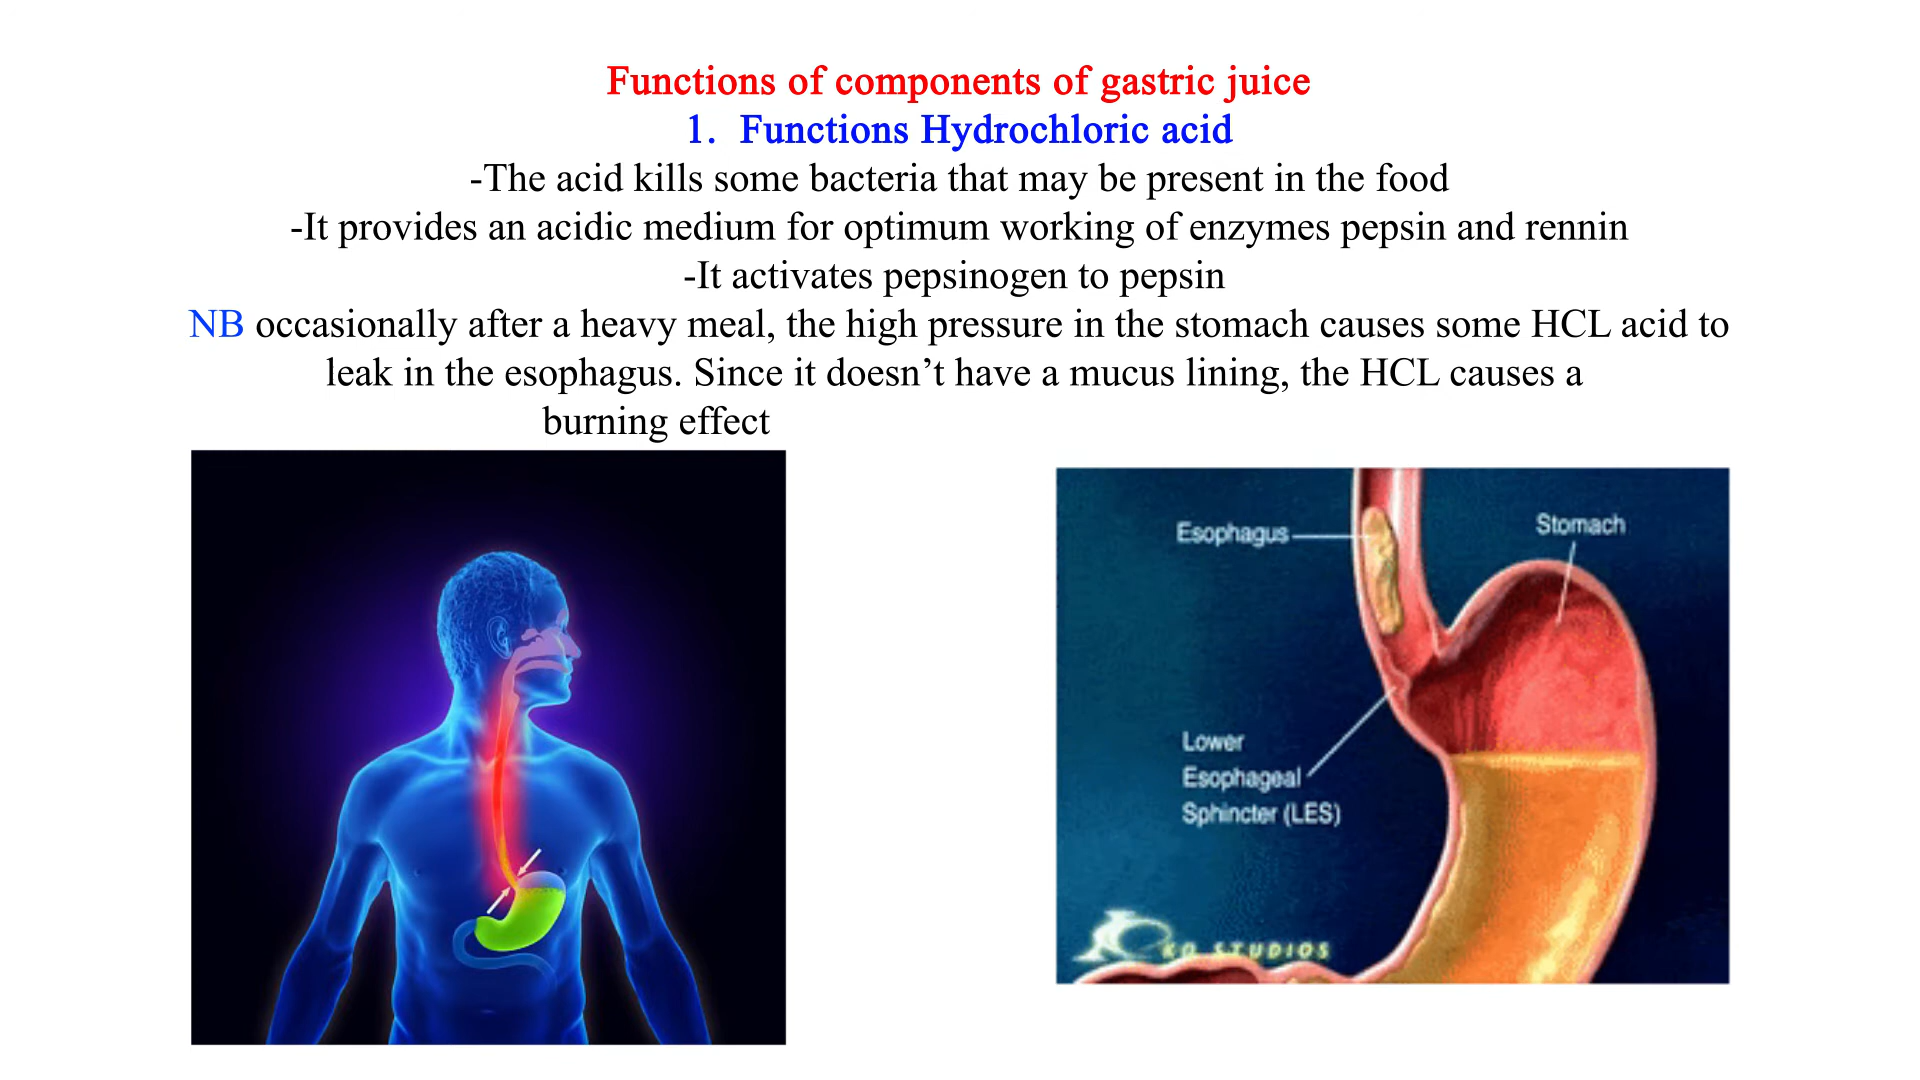 Functions of components of gastric juice
1. Functions Hydrochloric acid
-The acid kills some bacteria that may be present in the food
-It provides an acidic medium for optimum working of enzymes pepsin and rennin
-It activates pepsinogen to pepsin
NB occasionally after a heavy meal, the high pressure in the stomach causes some HCL acid to
leak in the esophagus. Since it doesn’t have a mucus lining, the HCL causes a
burning effect
Esophagus
Stomach
Lower
Esophageal
Sphincter (LES)
KO STUDIOS